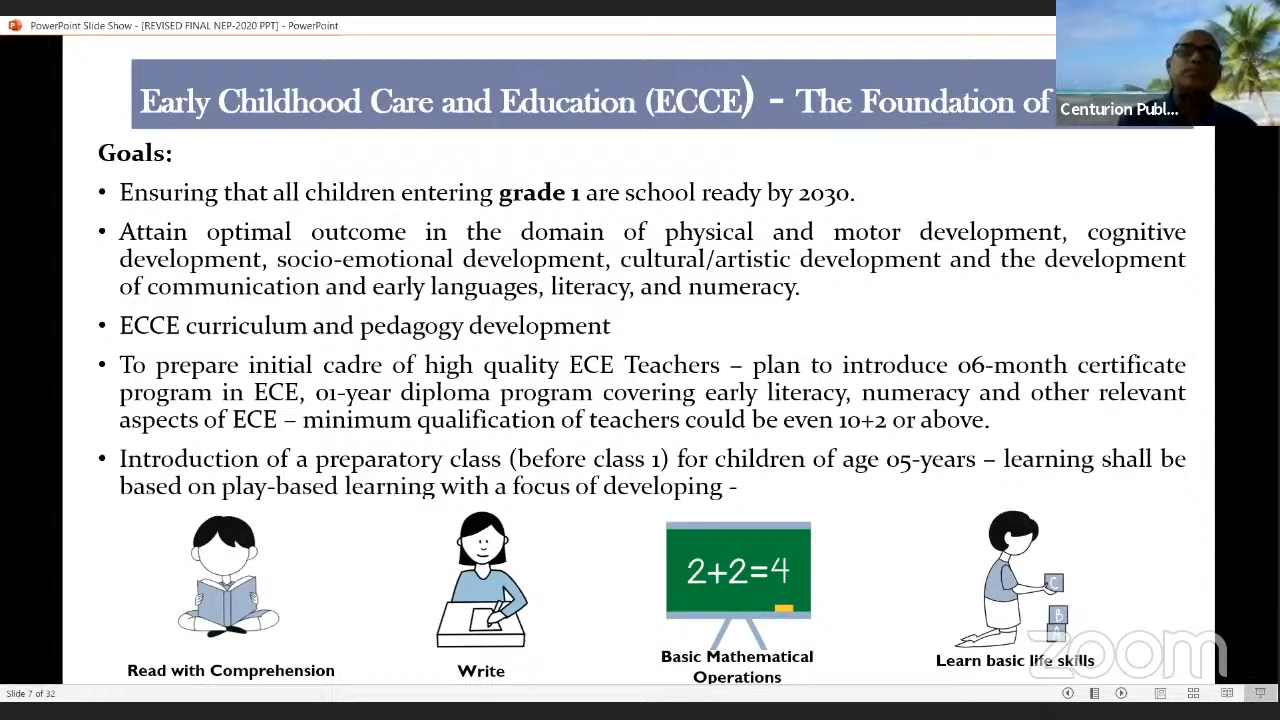 PowerPoint Slide Show - [REVISED FINAL NEP-2020 PPT] - PowerPoint
Early Childhood Care and Education (ECCE) - The Foundation of
Centurion Publ...
Goals:
• Ensuring that all children entering grade 1 are school ready by 2030.
• Attain optimal outcome in the domain of physical and motor development, cognitive
development, socio-emotional development, cultural/artistic development and the development
of communication and early languages, literacy, and numeracy.
• ECCE curriculum and pedagogy development
• To prepare initial cadre of high quality ECE Teachers – plan to introduce 06-month certificate
program in ECE, 01-year diploma program covering early literacy, numeracy and other relevant
aspects of ECE – minimum qualification of teachers could be even 10+2 or above.
• Introduction of a preparatory class (before class 1) for children of age 05-years – learning shall be
based on play-based learning with a focus of developing -
2+2=4
C
B
A
Read with Comprehension
Write
Basic Mathematical
Operations
Learn basic life skills
zoom
Slide 7 of 32